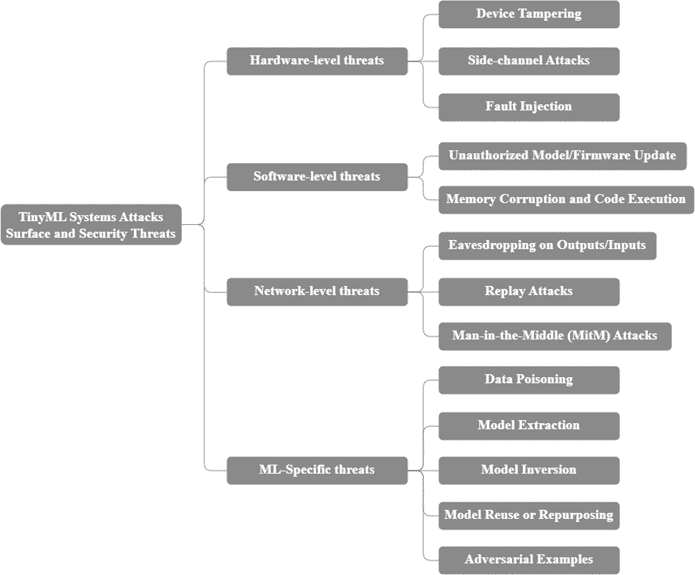 TinyML Systems Attacks
Surface and Security Threats
Hardware-level threats
Device Tampering
Side-channel Attacks
Fault Injection
Software-level threats
Unauthorized Model/Firmware Update
Memory Corruption and Code Execution
Network-level threats
Eavesdropping on Outputs/Inputs
Replay Attacks
Man-in-the-Middle (MitM) Attacks
ML-Specific threats
Data Poisoning
Model Extraction
Model Inversion
Model Reuse or Repurposing
Adversarial Examples